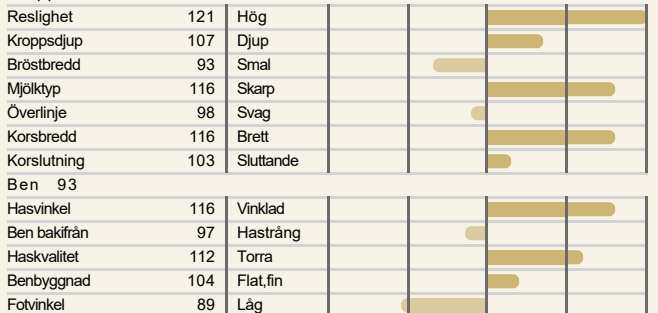 Reslighet 121 Hög
Kroppsdjup 107 Djup
Bröstbredd 93 Smal
Mjölktyp 116 Skarp
Överlinje 98 Svag
Korsbredd 116 Brett
Korslutning 103 Sluttande
Ben 93
Hasvinkel 116 Vinklad
Ben bakifrån 97 Hastrång
Haskvalitet 112 Torra
Benbyggnad 104 Flat,fin
Fotvinkel 89 Låg